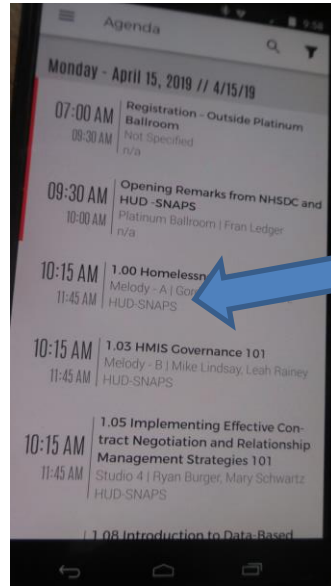 9:58
Agenda
Monday - April 15, 2019 // 4/15/19
07:00 AM
09:30 AM
Registration - Outside Platinum
Ballroom
Not Specified
n/a
09:30 AM
10:00 AM
Opening Remarks from NHSDC and
HUD -SNAPS
Platinum Ballroom | Fran Ledger
n/a
10:15 AM
11:45 AM
1.00
Melody - A |
HUD-SNAPS
10:15 AM
11:45 AM
1.03 HMIS Governance 101
Melody - B | Mike Lindsay, Leah Rainey
HUD-SNAPS
10:15 AM
11:45 AM
1.05 Implementing Effective Con-
tract Negotiation and Relationship
Management Strategies 101
Studio 4 | Ryan Burger, Mary Schwartz
HUD-SNAPS
1.08 Introduction to Data-Based